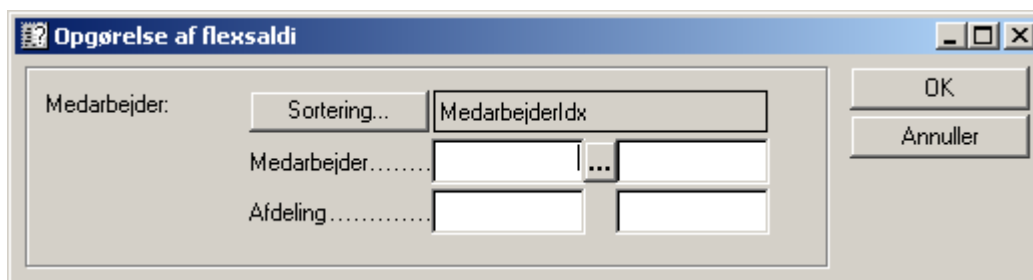 Opgørelse af flexsaldi
Medarbejder: Sortering... MedarbejderIdx OK
Annuller
Medarbejder........ ...
Afdeling.............